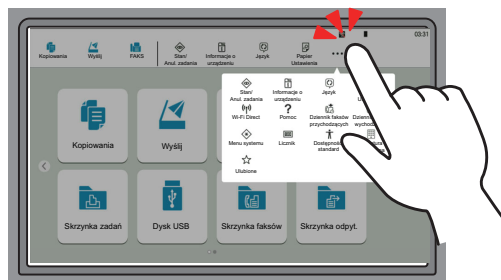 03:31
Kopiowania
Wyślij
FAKS
Stan/
Anul. zadania
Informacje o
urządzeniu
Język
Papier
Ustawienia
Stan/
Anul. zadania
Informacje o
urządzeniu
Język
Wi-Fi Direct
Pomoc
Dziennik faksów
przychodzących
Menu systemu
Licznik
Dostępność
standard
Ulubione
Kopiowania
Wyślij
Skrzynka zadań
Dysk USB
Skrzynka faksów
Skrzynka odpyt.